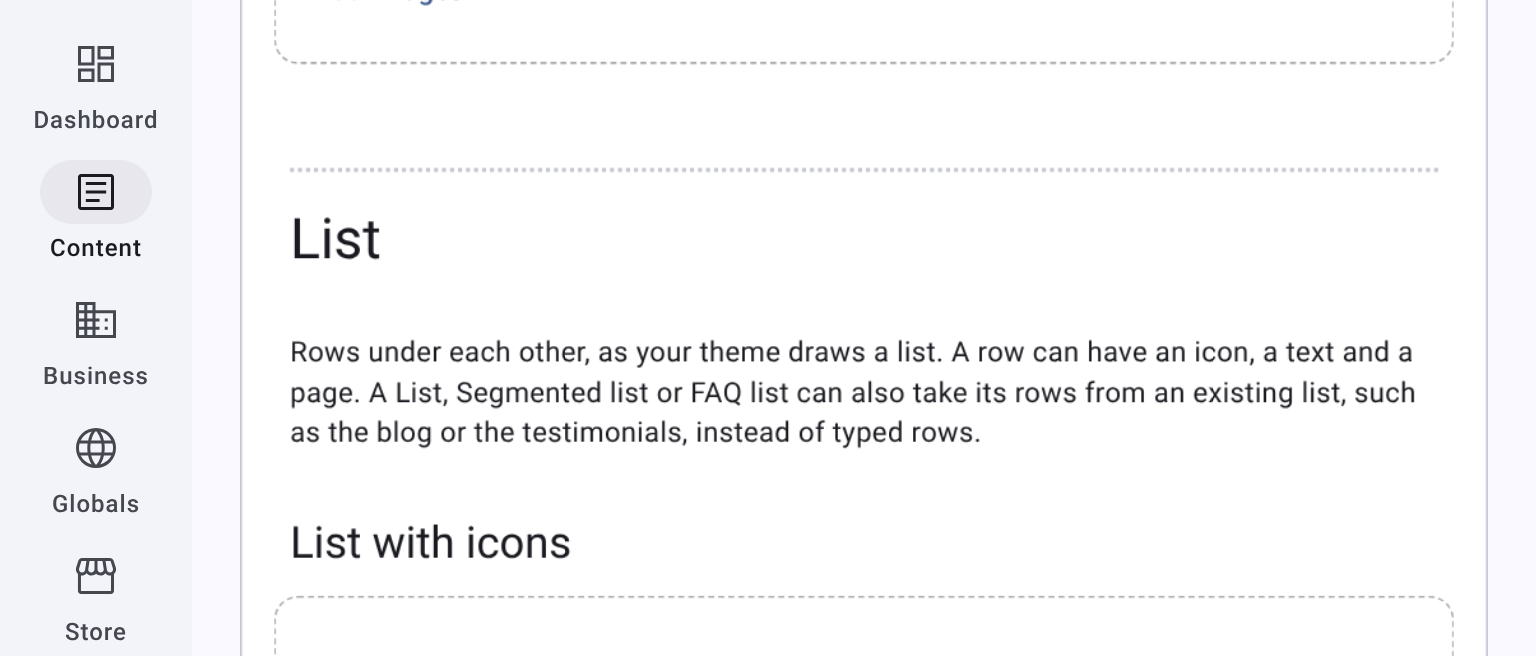 Dashboard
Content
Business
Globals
Store
List
Rows under each other, as your theme draws a list. A row can have an icon, a text and a
page. A List, Segmented list or FAQ list can also take its rows from an existing list, such
as the blog or the testimonials, instead of typed rows.
List with icons